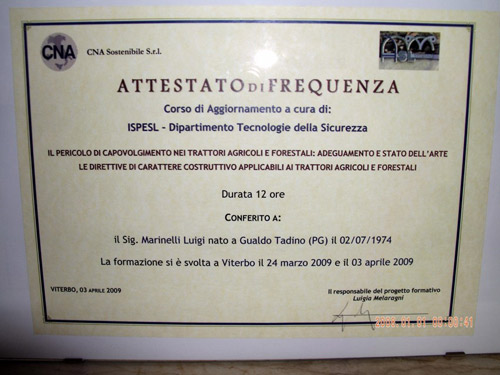 CNA
CNA Sostenibile S.r.l.
ATTESTATO DI FREQUENZA
Corso di Aggiornamento a cura di:
ISPESL - Dipartimento Tecnologie della Sicurezza
IL PERICOLO DI CAPOVOLGIMENTO NEI TRATTORI AGRICOLI E FORESTALI: ADEGUAMENTO E STATO DELL'ARTE
LE DIRETTIVE DI CARATTERE COSTRUTTIVO APPLICABILI AI TRATTORI AGRICOLI E FORESTALI
Durata 12 ore
CONFERITO A:
il Sig. Marinelli Luigi nato a Gualdo Tadino (PG) il 02/07/1974
La formazione si è svolta a Viterbo il 24 marzo 2009 e il 03 aprile 2009
VITERBO, 03 APRILE 2009
Il responsabile del progetto formativo
Luigia Melaragni